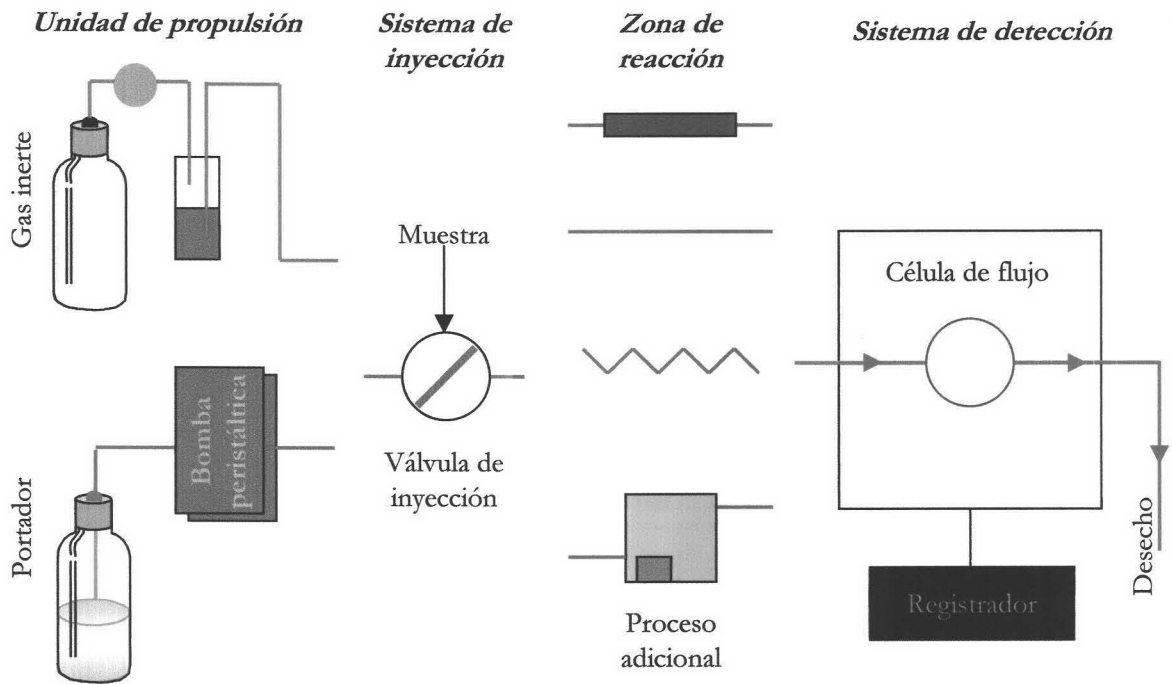 Unidad de propulsión
Sistema de
inyección
Zona de
reacción
Sistema de detección
Gas inerte
Muestra
Válvula de
inyección
Célula de flujo
Portador
Bomba
peristáltica
Proceso
adicional
Registrador
Desecho